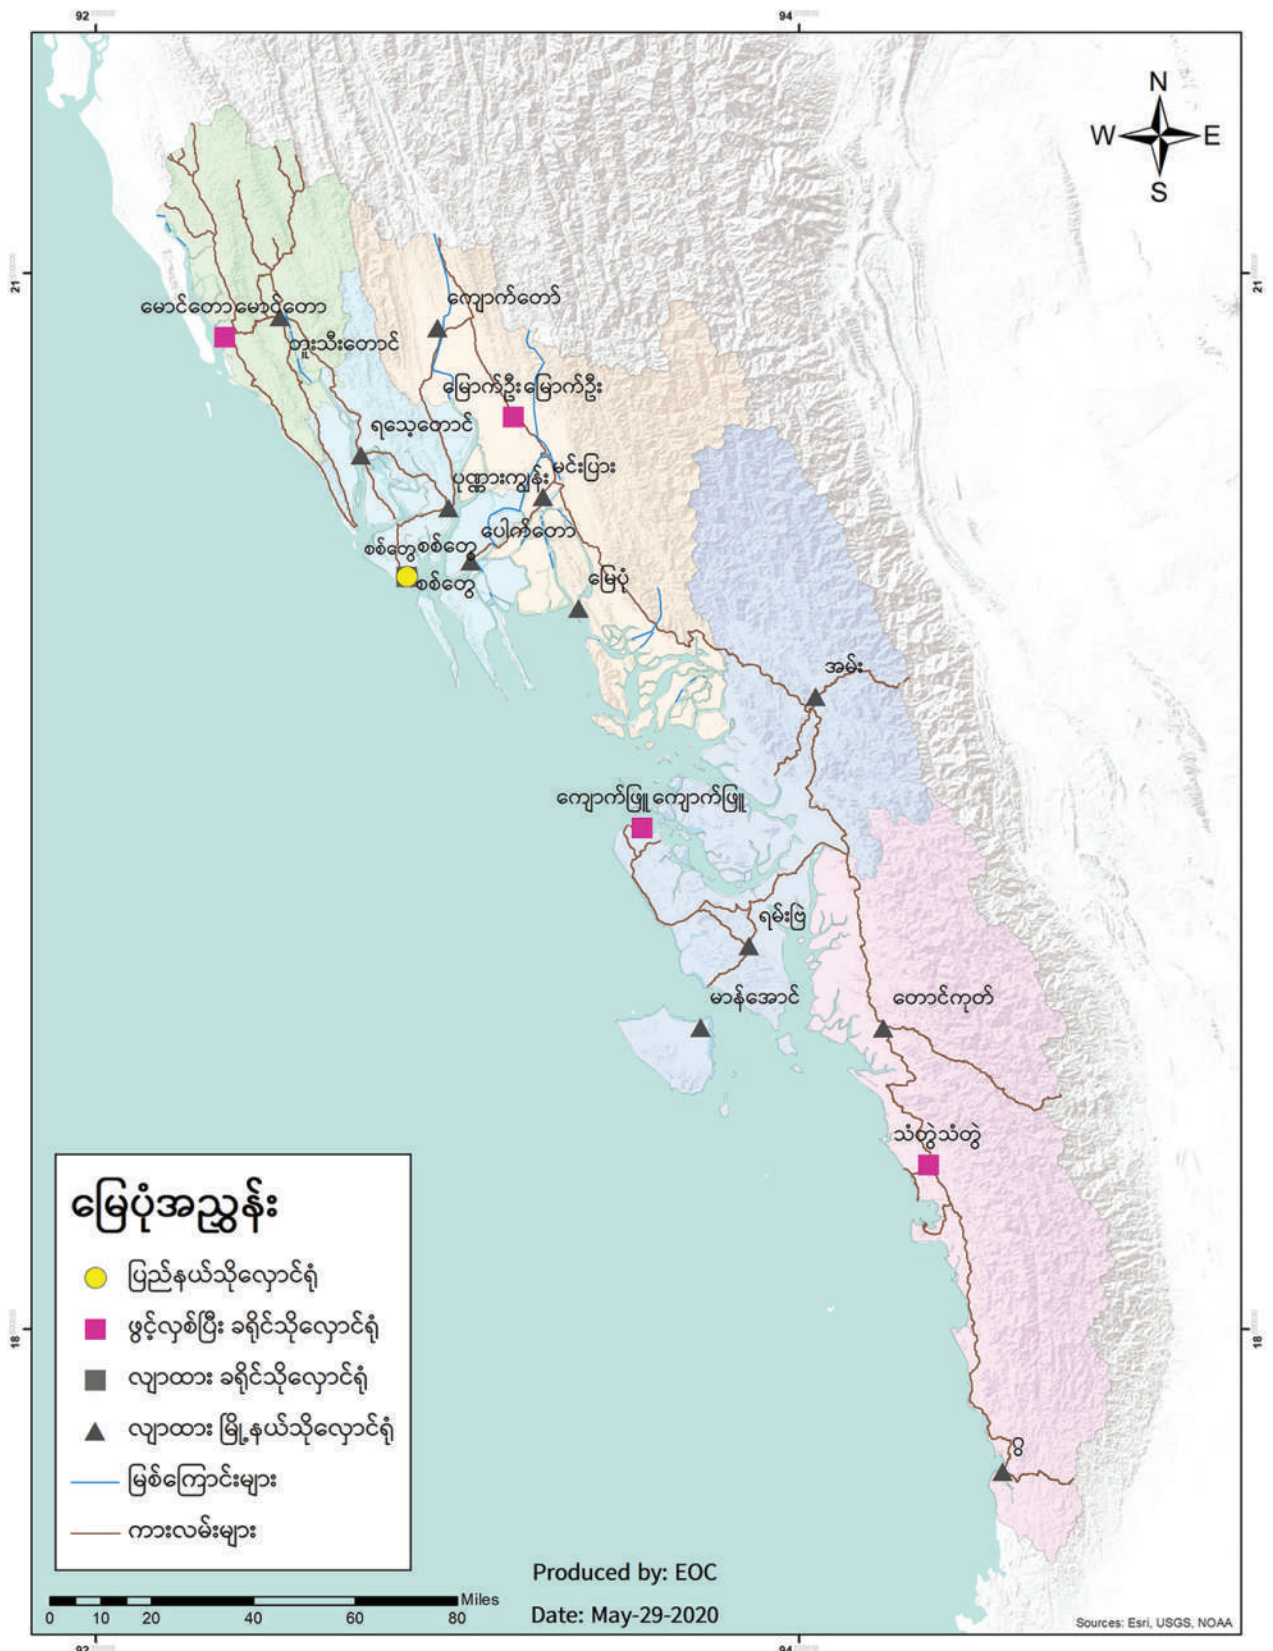 92
94
N
W E
S
21
21
မောင်တော မောင်တော
ကျောက်တော်
ဘူးသီးတောင်
မြောက်ဦး မြောက်ဦး
ရသေ့တောင်
မင်းပြား
ပုဏ္ဏားကျွန်း
ပေါက်တော
စစ်တွေ စစ်တွေ
စစ်တွေ
မြေပုံ
အမ်း
ကျောက်ဖြူ ကျောက်ဖြူ
ရမ်းဗြဲ
မာန်အောင်
တောင်ကုတ်
သံတွဲ သံတွဲ
မြေပုံအညွှန်း
ပြည်နယ်သိုလှောင်ရုံ
ဖွင့်လှစ်ပြီး ခရိုင်သိုလှောင်ရုံ
လျာထား ခရိုင်သိုလှောင်ရုံ
လျာထား မြို့နယ်သိုလှောင်ရုံ
မြစ်ကြောင်းများ
ကားလမ်းများ
18
18
ဂွ
Produced by: EOC
Miles
0 10 20 40 60 80
Date: May-29-2020
Sources: Esri, USGS, NOAA
94